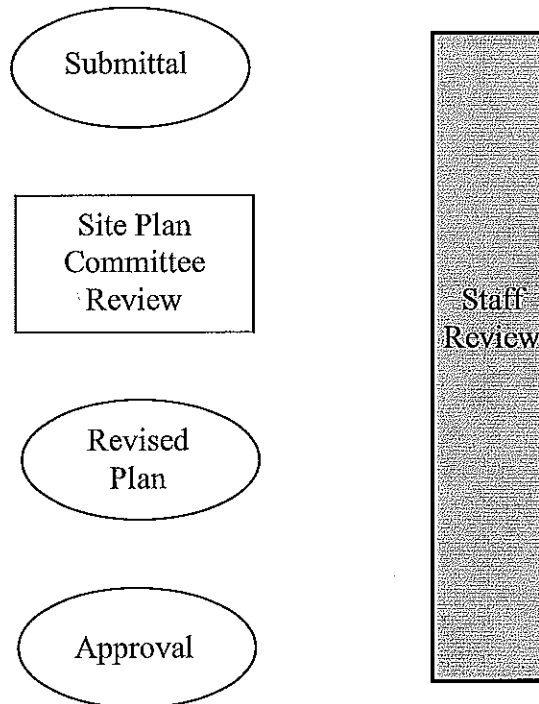 Submittal
Site Plan
Committee
Review
Staff
Review
Revised
Plan
Approval